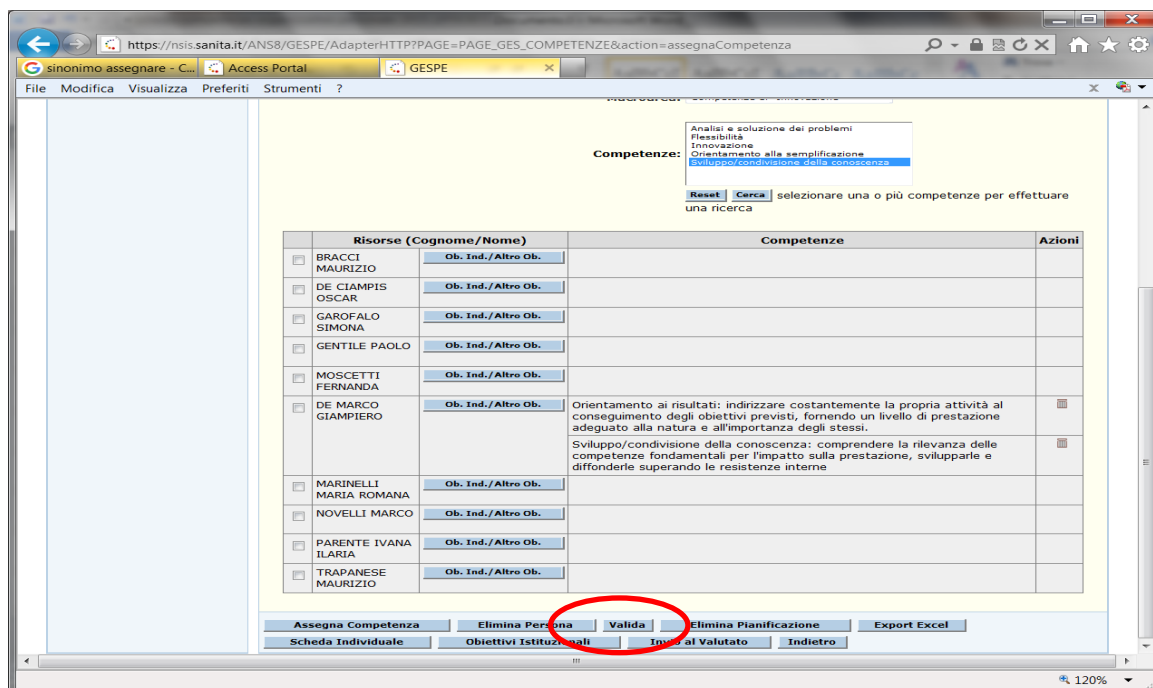 https://nsis.sanita.it/ANS8/GESPE/AdapterHTTP?PAGE=PAGE_GES_COMPETENZE&action=assegnaCompetenza
sinonimo assegnare - C... Access Portal GESPE
File Modifica Visualizza Preferiti Strumenti ?
Macroarea: Competenze di Innovazione
Analisi e soluzione dei problemi
Flessibilità
Innovazione
Competenze: Orientamento alla semplificazione
Sviluppo/condivisione della conoscenza
Reset Cerca selezionare una o più competenze per effettuare
una ricerca
Risorse (Cognome/Nome) Competenze Azioni
BRACCI MAURIZIO Ob. Ind./Altro Ob.
DE CIAMPIS OSCAR Ob. Ind./Altro Ob.
GAROFALO SIMONA Ob. Ind./Altro Ob.
GENTILE PAOLO Ob. Ind./Altro Ob.
MOSCETTI FERNANDA Ob. Ind./Altro Ob.
DE MARCO GIAMPIERO Ob. Ind./Altro Ob.
Orientamento ai risultati: indirizzare costantemente la propria attività al
conseguimento degli obiettivi previsti, fornendo un livello di prestazione
adeguato alla natura e all'importanza degli stessi.
Sviluppo/condivisione della conoscenza: comprendere la rilevanza delle
competenze fondamentali per l'impatto sulla prestazione, svilupparle e
diffonderle superando le resistenze interne
MARINELLI MARIA ROMANA Ob. Ind./Altro Ob.
NOVELLI MARCO Ob. Ind./Altro Ob.
PARENTE IVANA ILARIA Ob. Ind./Altro Ob.
TRAPANESE MAURIZIO Ob. Ind./Altro Ob.
Assegna Competenza Elimina Persona Valida Elimina Pianificazione Export Excel
Scheda Individuale Obiettivi Istituzionali Invio al Valutato Indietro
120%